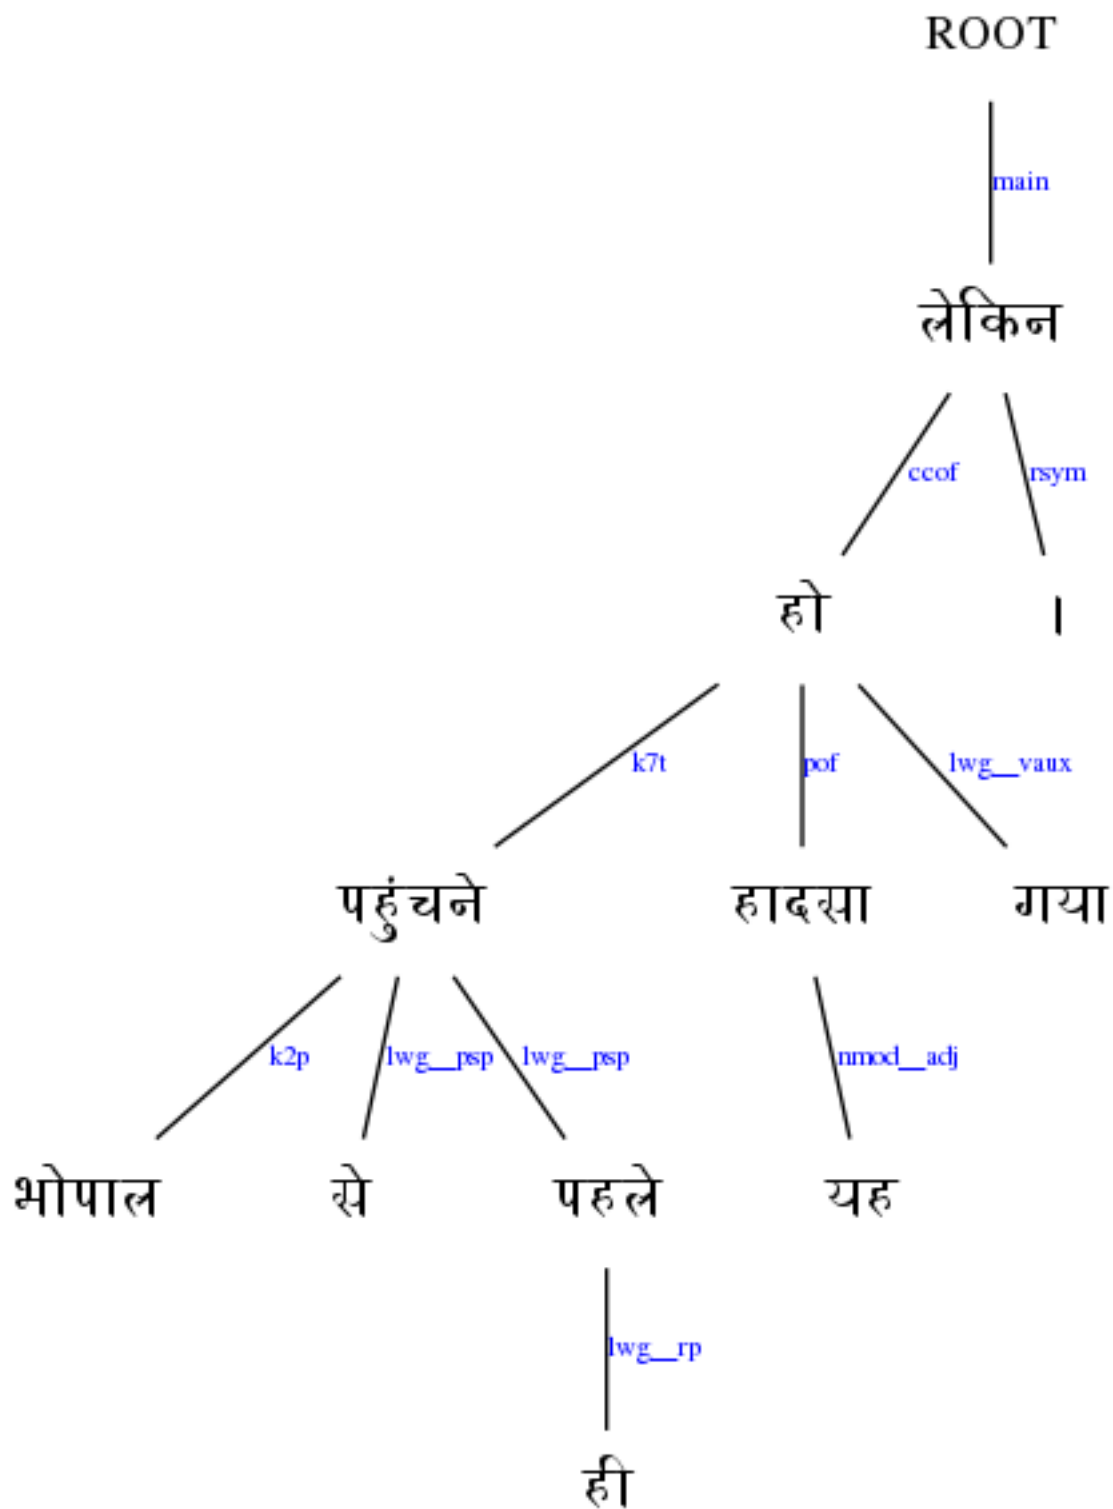 ROOT
main
लेकिन
ccof rsym
हो ।
k7t pof lwg__vaux
पहुंचने हादसा गया
k2p lwg__psp lwg__psp nmod__adj
भोपाल से पहले यह
lwg__rp
ही